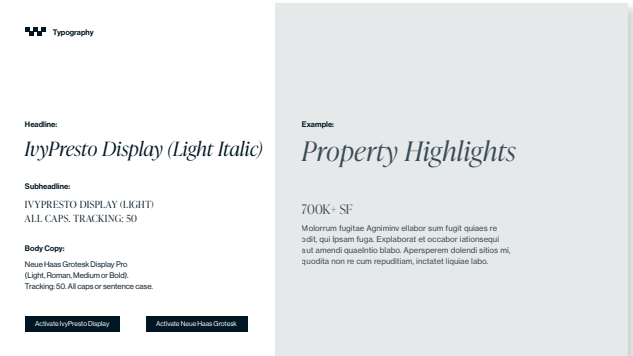 Typography
Headline:
IvyPresto Display (Light Italic)
Subheadline:
IVYPRESTO DISPLAY (LIGHT)
ALL CAPS. TRACKING: 50
Body Copy:
Neue Haas Grotesk Display Pro
(Light, Roman, Medium or Bold).
Tracking: 50. All caps or sentence case.
Activate IvyPresto Display
Activate Neue Haas Grotesk
Example:
Property Highlights
700K+ SF
Molorrum fugitae Agniminv ellabor sum fugit quiaes re
odit, qui Ipsam fuga. Explaborat et occabor iationsequi
aut amendi quaelntio blabo. Apersperem dolendi sitios mi,
quodita non re cum repuditiam, inctatet liquiae labo.